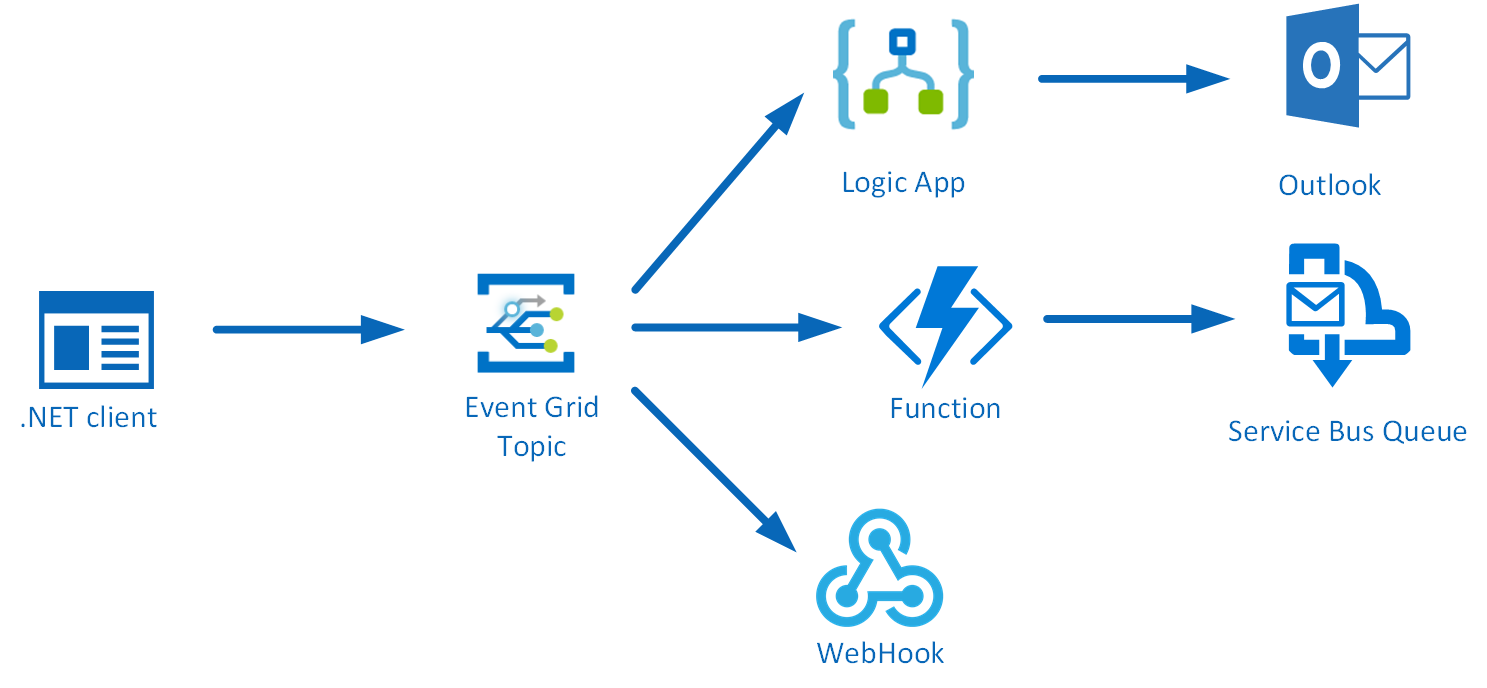 Logic App
Outlook
.NET client
Event Grid
Topic
Function
Service Bus Queue
WebHook